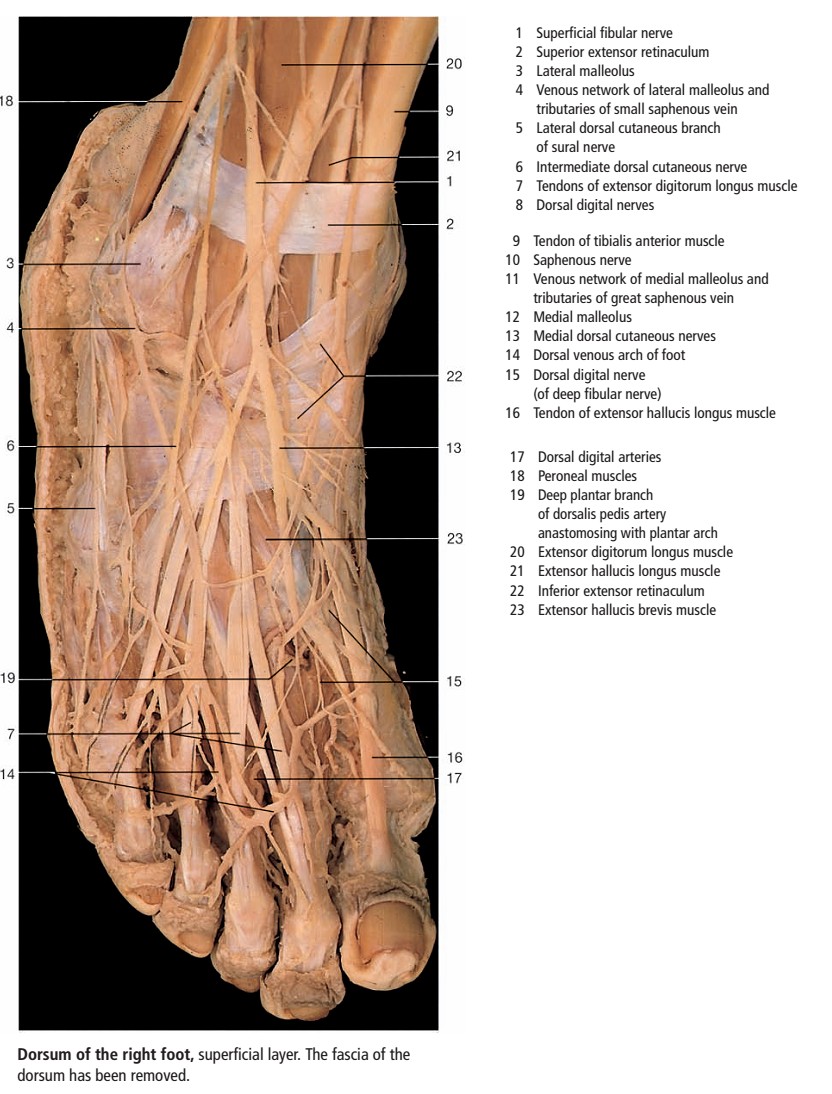 20
18
9
21
1
2
3
4
22
6
13
5
23
19
15
7
16
14
17
1 Superficial fibular nerve
2 Superior extensor retinaculum
3 Lateral malleolus
4 Venous network of lateral malleolus and
tributaries of small saphenous vein
5 Lateral dorsal cutaneous branch
of sural nerve
6 Intermediate dorsal cutaneous nerve
7 Tendons of extensor digitorum longus muscle
8 Dorsal digital nerves
9 Tendon of tibialis anterior muscle
10 Saphenous nerve
11 Venous network of medial malleolus and
tributaries of great saphenous vein
12 Medial malleolus
13 Medial dorsal cutaneous nerves
14 Dorsal venous arch of foot
15 Dorsal digital nerve
(of deep fibular nerve)
16 Tendon of extensor hallucis longus muscle
17 Dorsal digital arteries
18 Peroneal muscles
19 Deep plantar branch
of dorsalis pedis artery
anastomosing with plantar arch
20 Extensor digitorum longus muscle
21 Extensor hallucis longus muscle
22 Inferior extensor retinaculum
23 Extensor hallucis brevis muscle
Dorsum of the right foot, superficial layer. The fascia of the
dorsum has been removed.